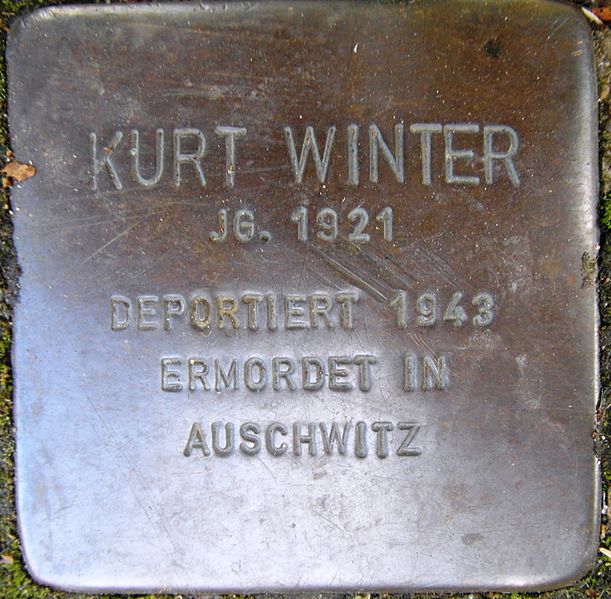 KURT WINTER
JG. 1921
DEPORTIERT 1943
ERMORDET IN
AUSCHWITZ